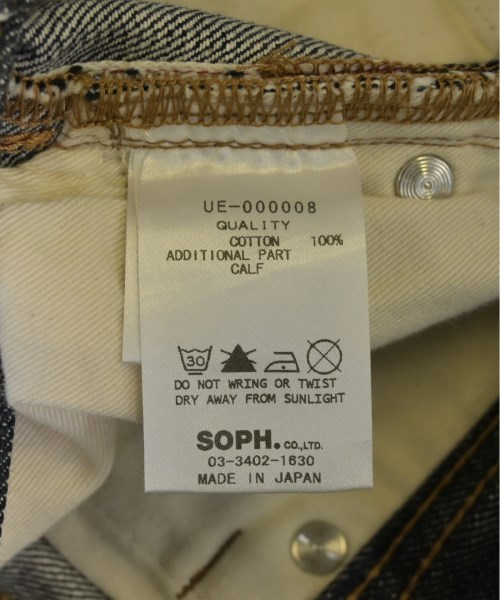 UE-000008
QUALITY
COTTON 100%
ADDITIONAL PART
CALF
30
DO NOT WRING OR TWIST
DRY AWAY FROM SUNLIGHT
SOPH. CO.,LTD.
03-3402-1630
MADE IN JAPAN